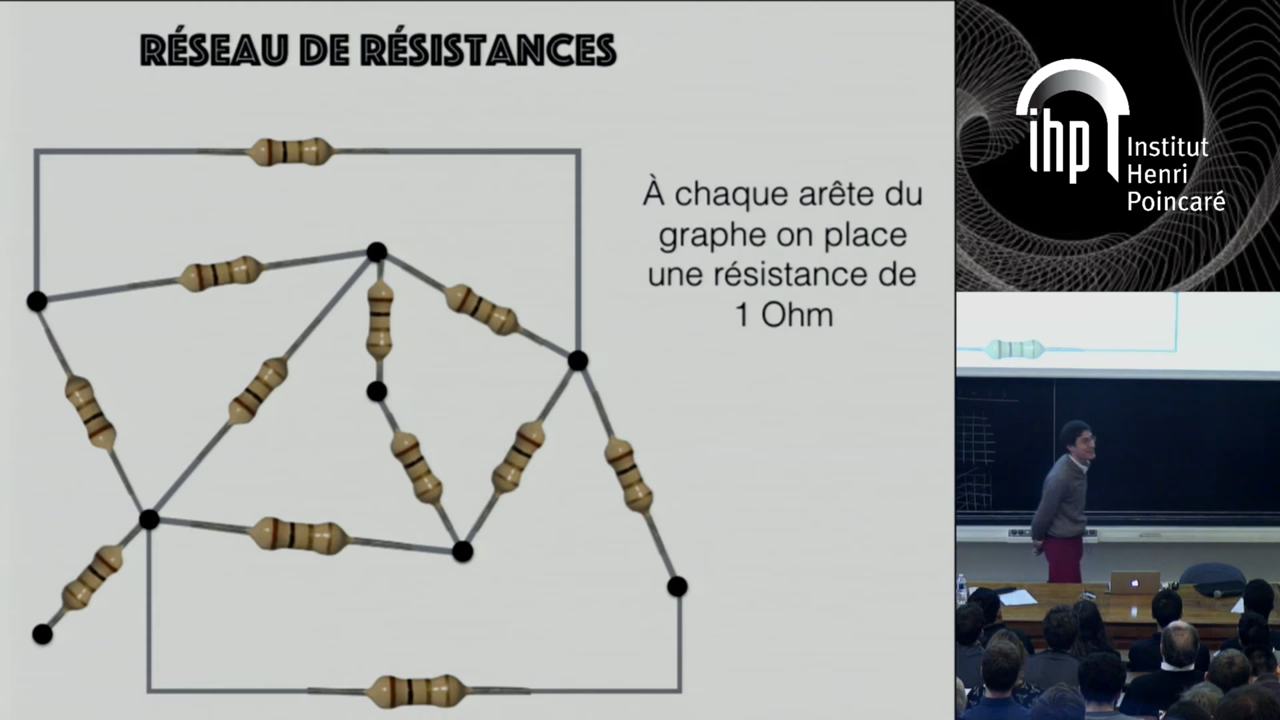 RÉSEAU DE RÉSISTANCES
À chaque arête du
graphe on place
une résistance de
1 Ohm
ihp
Institut
Henri
Poincaré